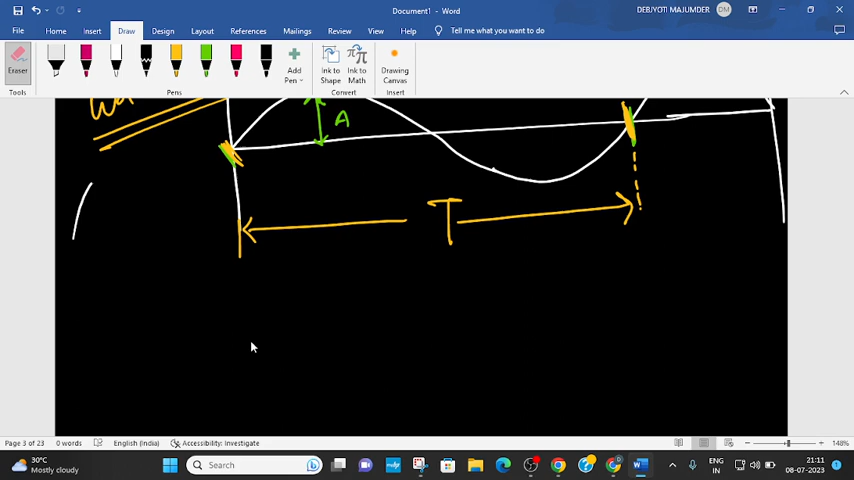 Document1 - Word
DEBJYOTI MAJUMDER DM
File Home Insert Draw Design Layout References Mailings Review View Help Tell me what you want to do
Eraser
Add Pen
Ink to Shape
Ink to Math
Drawing Canvas
Tools Pens Convert Insert
A
T
Page 3 of 23 0 words English (India) Accessibility: Investigate 148%
30°C
Mostly cloudy
Search
ENG
IN
21:11
08-07-2023